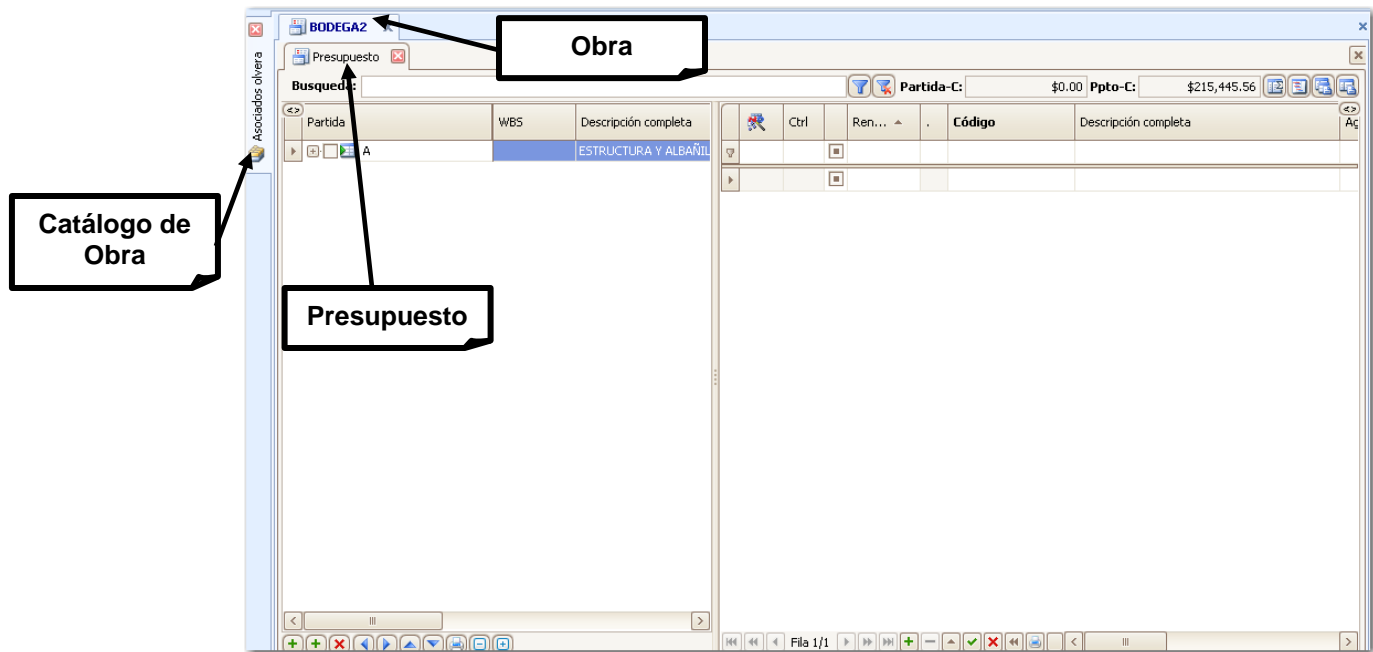 BODEGA2
Obra
Asociados olvera
Presupuesto
Busqueda:
Partida-C: $0.00 Ppto-C: $215,445.56
Partida WBS Descripción completa
Ctrl Ren... . Código Descripción completa Ag
A ESTRUCTURA Y ALBAÑIL
Catálogo de
Obra
Presupuesto
Fila 1/1